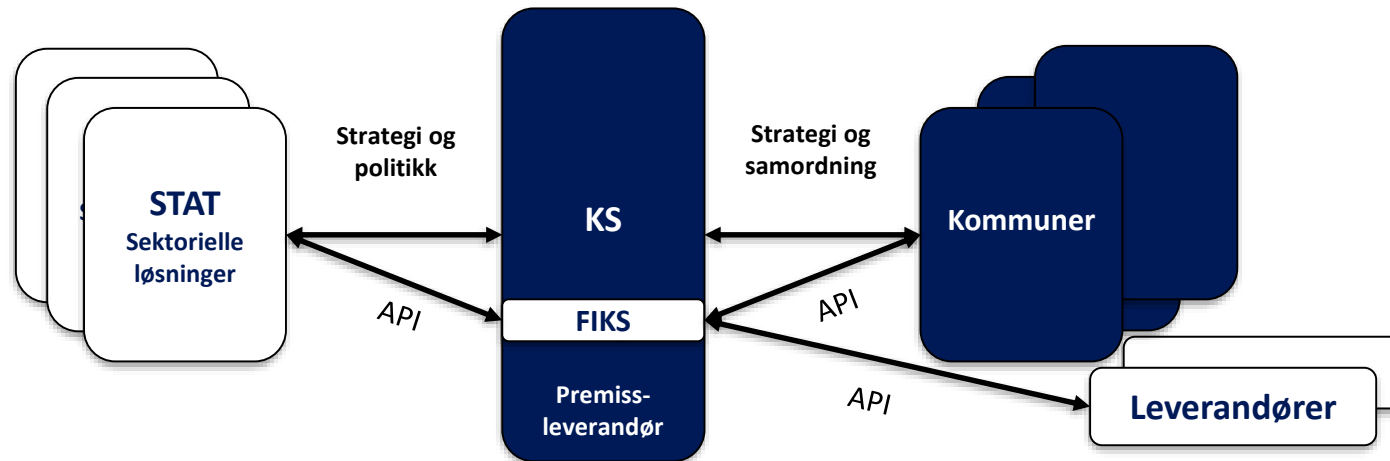 Strategi og
politikk
Strategi og
samordning
STAT
Sektorielle
løsninger
KS
Kommuner
API
FIKS
API
Premiss-
leverandør
API
Leverandører